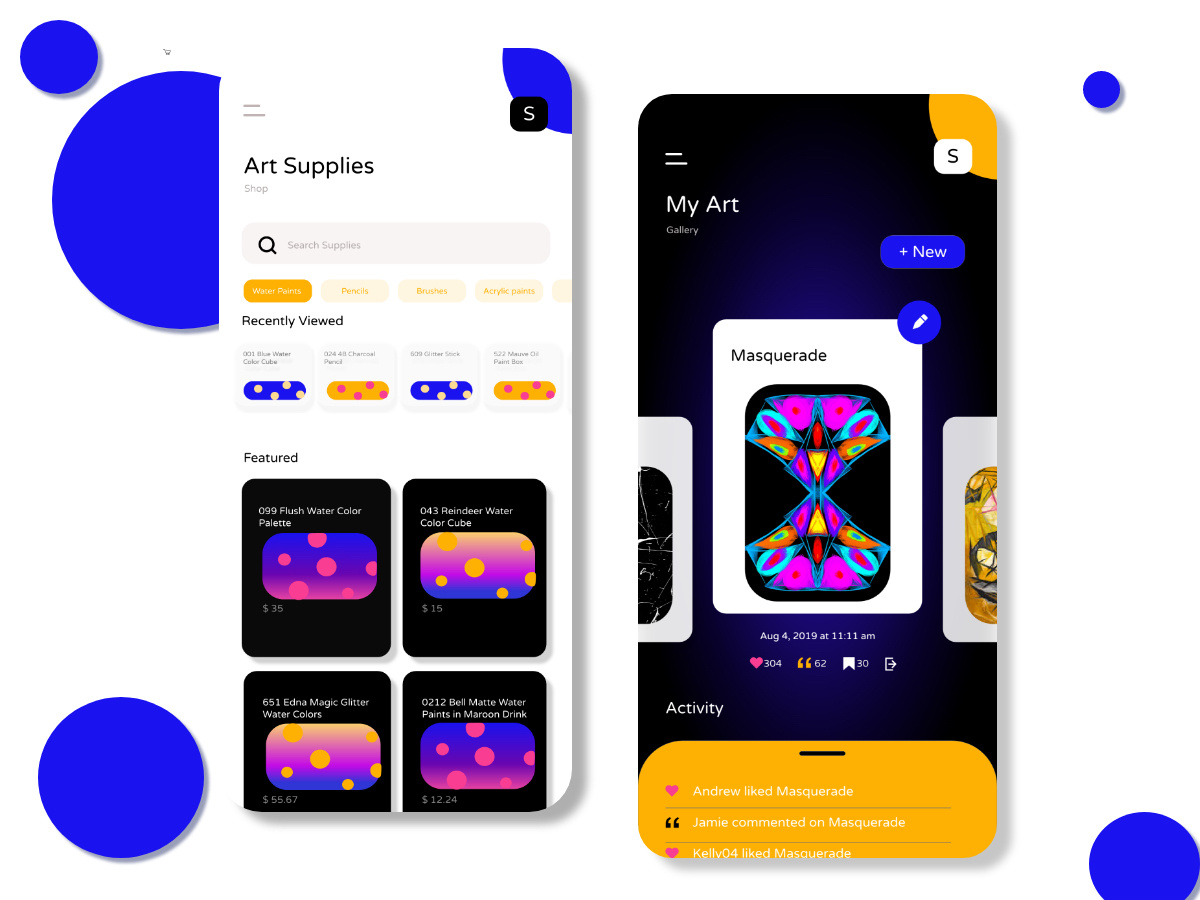 S
Art Supplies
Shop
Search Supplies
Water Paints
Pencils
Brushes
Acrylic paints
Recently Viewed
001 Blue Water
Color Cube
024 4B Charcoal
Pencil
609 Glitter Stick
522 Mauve Oil
Paint Box
Featured
099 Flush Water Color
Palette
$ 35
043 Reindeer Water
Color Cube
$ 15
651 Edna Magic Glitter
Water Colors
$ 55.67
0212 Bell Matte Water
Paints in Maroon Drink
$ 12.24
S
My Art
Gallery
+ New
Masquerade
Aug 4, 2019 at 11:11 am
304
62
30
Activity
Andrew liked Masquerade
Jamie commented on Masquerade
Kelly04 liked Masquerade